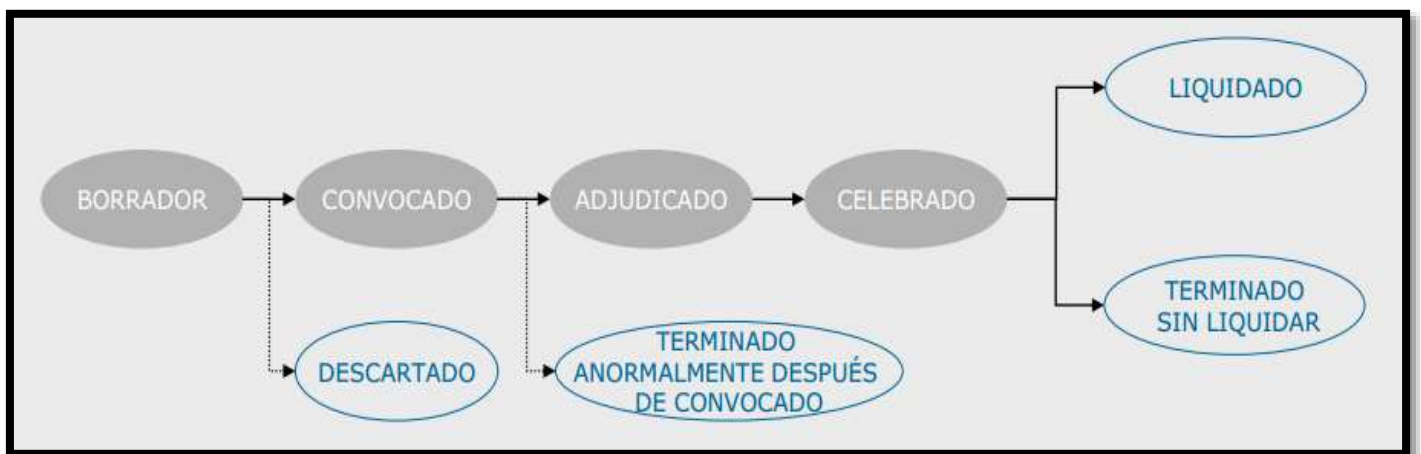 LIQUIDADO
BORRADOR
CONVOCADO
ADJUDICADO
CELEBRADO
TERMINADO
SIN LIQUIDAR
DESCARTADO
TERMINADO
ANORMALMENTE DESPUÉS
DE CONVOCADO